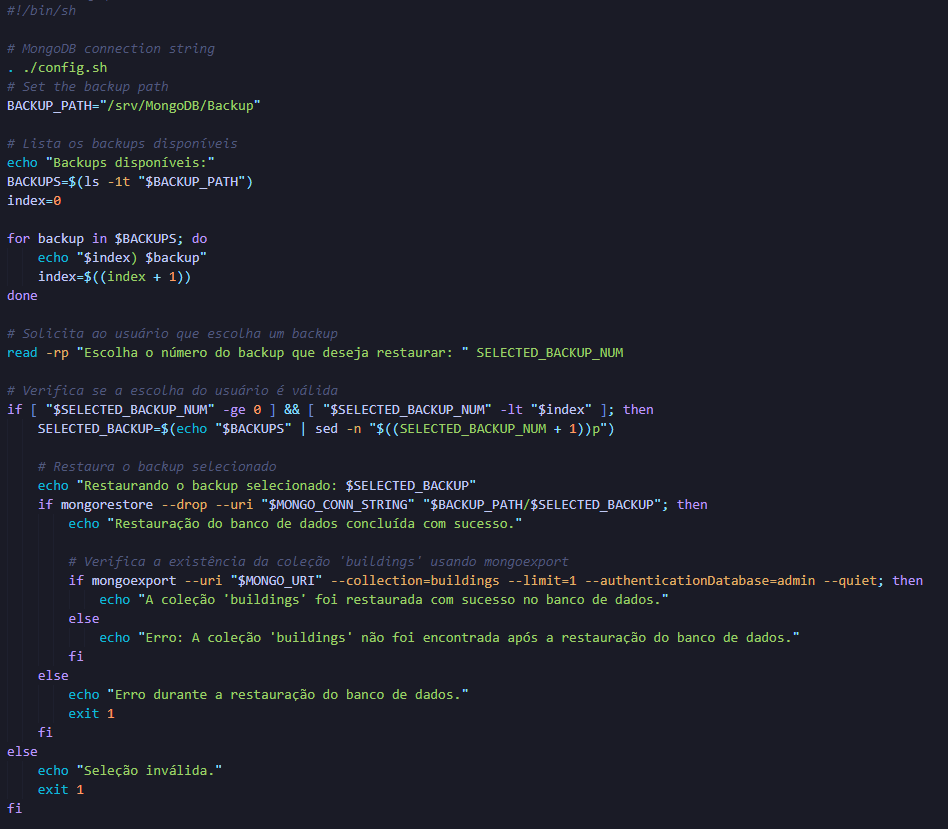 #!/bin/sh

# MongoDB connection string
. ./config.sh
# Set the backup path
BACKUP_PATH="/srv/MongoDB/Backup"

# Lista os backups disponíveis
echo "Backups disponíveis:"
BACKUPS=$(ls -1t "$BACKUP_PATH")
index=0

for backup in $BACKUPS; do
    echo "$index) $backup"
    index=$((index + 1))
done

# Solicita ao usuário que escolha um backup
read -rp "Escolha o número do backup que deseja restaurar: " SELECTED_BACKUP_NUM

# Verifica se a escolha do usuário é válida
if [ "$SELECTED_BACKUP_NUM" -ge 0 ] && [ "$SELECTED_BACKUP_NUM" -lt "$index" ]; then
    SELECTED_BACKUP=$(echo "$BACKUPS" | sed -n "$((SELECTED_BACKUP_NUM + 1))p")

    # Restaura o backup selecionado
    echo "Restaurando o backup selecionado: $SELECTED_BACKUP"
    if mongorestore --drop --uri "$MONGO_CONN_STRING" "$BACKUP_PATH/$SELECTED_BACKUP"; then
        echo "Restauração do banco de dados concluída com sucesso."

        # Verifica a existência da coleção 'buildings' usando mongoexport
        if mongoexport --uri "$MONGO_URI" --collection=buildings --limit=1 --authenticationDatabase=admin --quiet; then
            echo "A coleção 'buildings' foi restaurada com sucesso no banco de dados."
        else
            echo "Erro: A coleção 'buildings' não foi encontrada após a restauração do banco de dados."
        fi
    else
        echo "Erro durante a restauração do banco de dados."
        exit 1
    fi
else
    echo "Seleção inválida."
    exit 1
fi